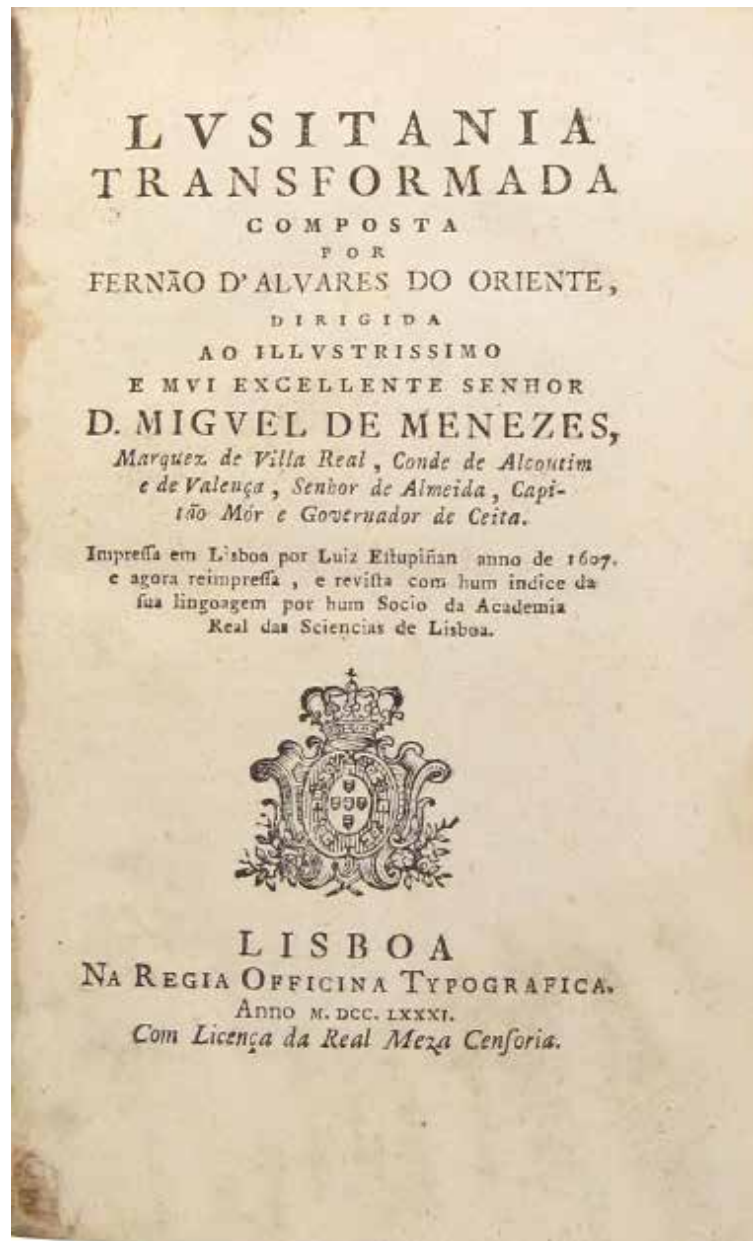 LVSITANIA
TRANSFORMADA
COMPOSTA
POR
FERNÃO D'ALVARES DO ORIENTE,
DIRIGIDA
AO ILLVSTRISSIMO
E MVI EXCELLENTE SENHOR
D. MIGVEL DE MENEZES,
Marquez de Villa Real, Conde de Alcoutim
e de Valença, Senhor de Almeida, Capi-
tão Mór e Governador de Ceita.
Impreſſa em Lisboa por Luiz Eſtupiñan anno de 1607.
e agora reimpreſſa, e reviſta com hum indice da
ſua lingoagem por hum Socio da Academia
Real das Sciencias de Lisboa.
LISBOA
NA REGIA OFFICINA TYPOGRAFICA.
Anno M. DCC. LXXXI.
Com Licença da Real Meza Cenſoria.